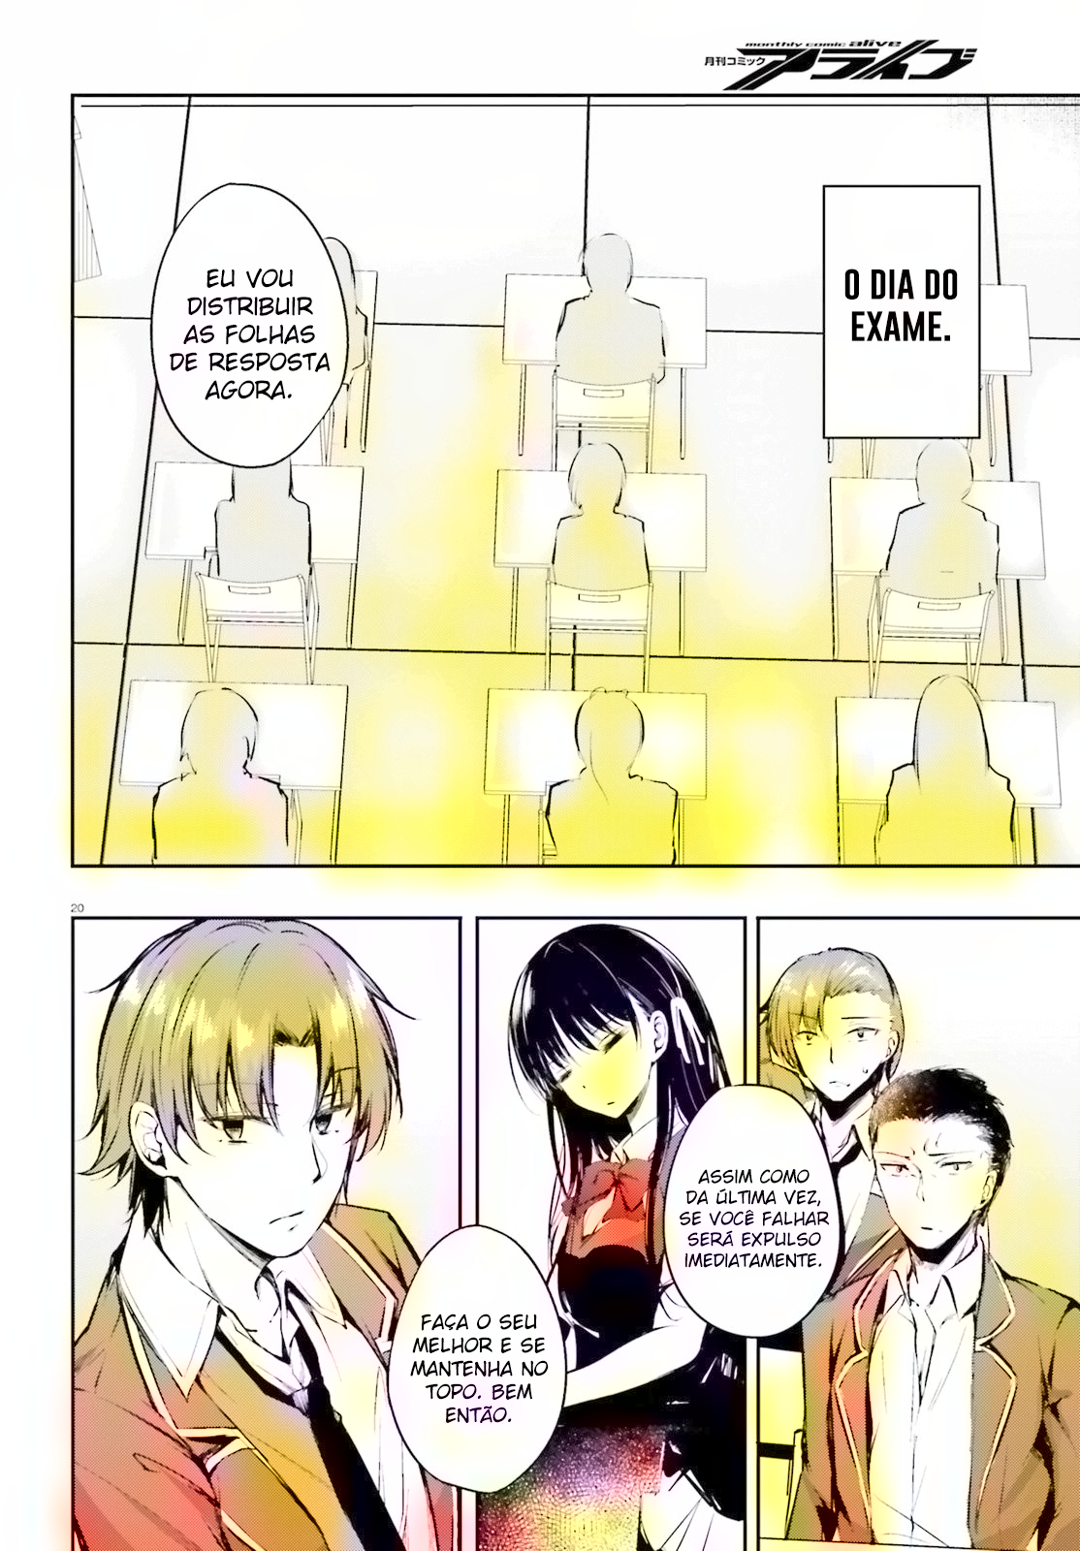 monthly comic alive
月刊コミック
アライブ
O DIA DO
EXAME.
EU VOU
DISTRIBUIR
AS FOLHAS
DE RESPOSTA
AGORA.
20
ASSIM COMO
DA ÚLTIMA VEZ,
SE VOCÊ FALHAR
SERÁ EXPULSO
IMEDIATAMENTE.
FAÇA O SEU
MELHOR E SE
MANTENHA NO
TOPO. BEM
ENTÃO.